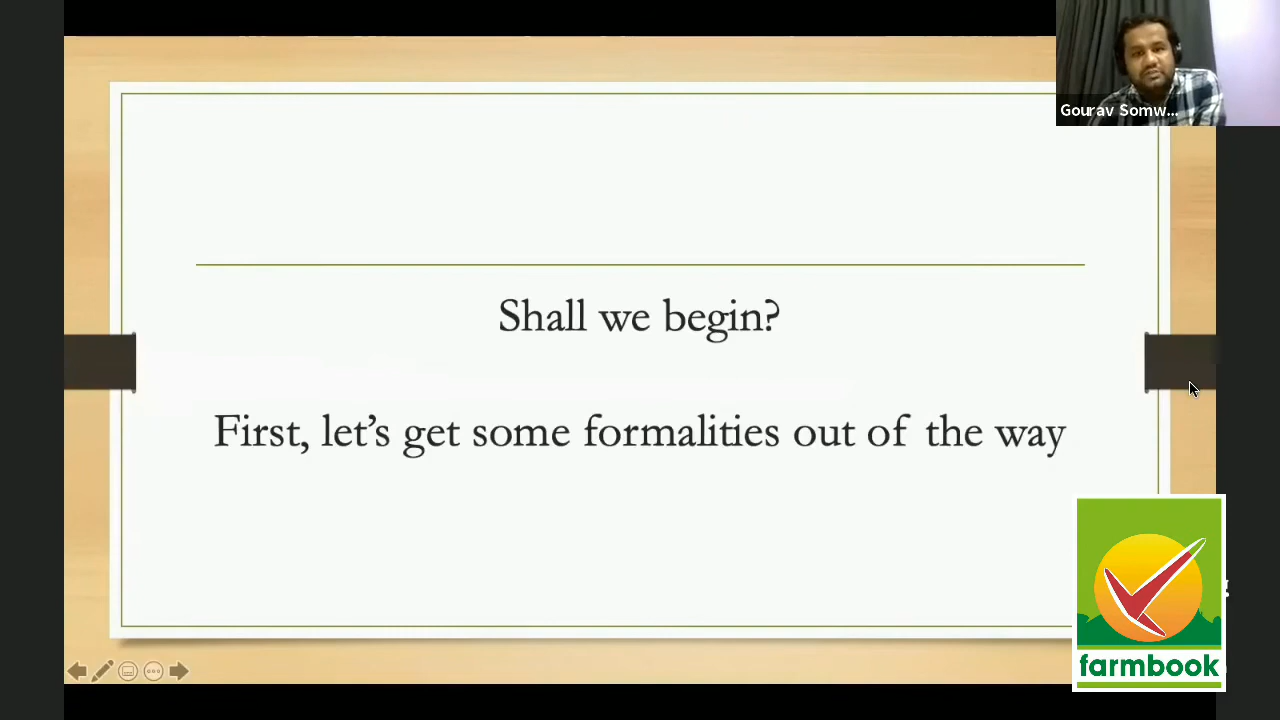 Gourav Somw...
Shall we begin?
First, let’s get some formalities out of the way
farmbook